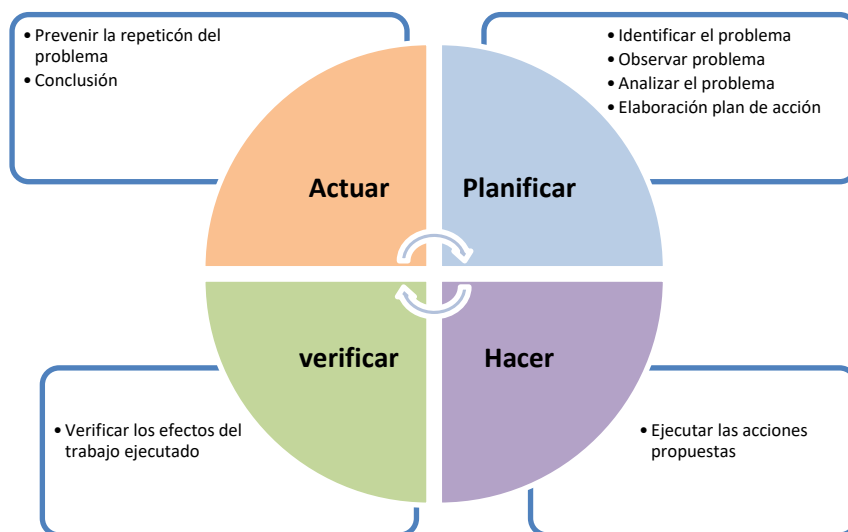 • Prevenir la repeticón del
problema
• Conclusión
• Identificar el problema
• Observar problema
• Analizar el problema
• Elaboración plan de acción
Actuar
Planificar
verificar
Hacer
• Verificar los efectos del
trabajo ejecutado
• Ejecutar las acciones
propuestas